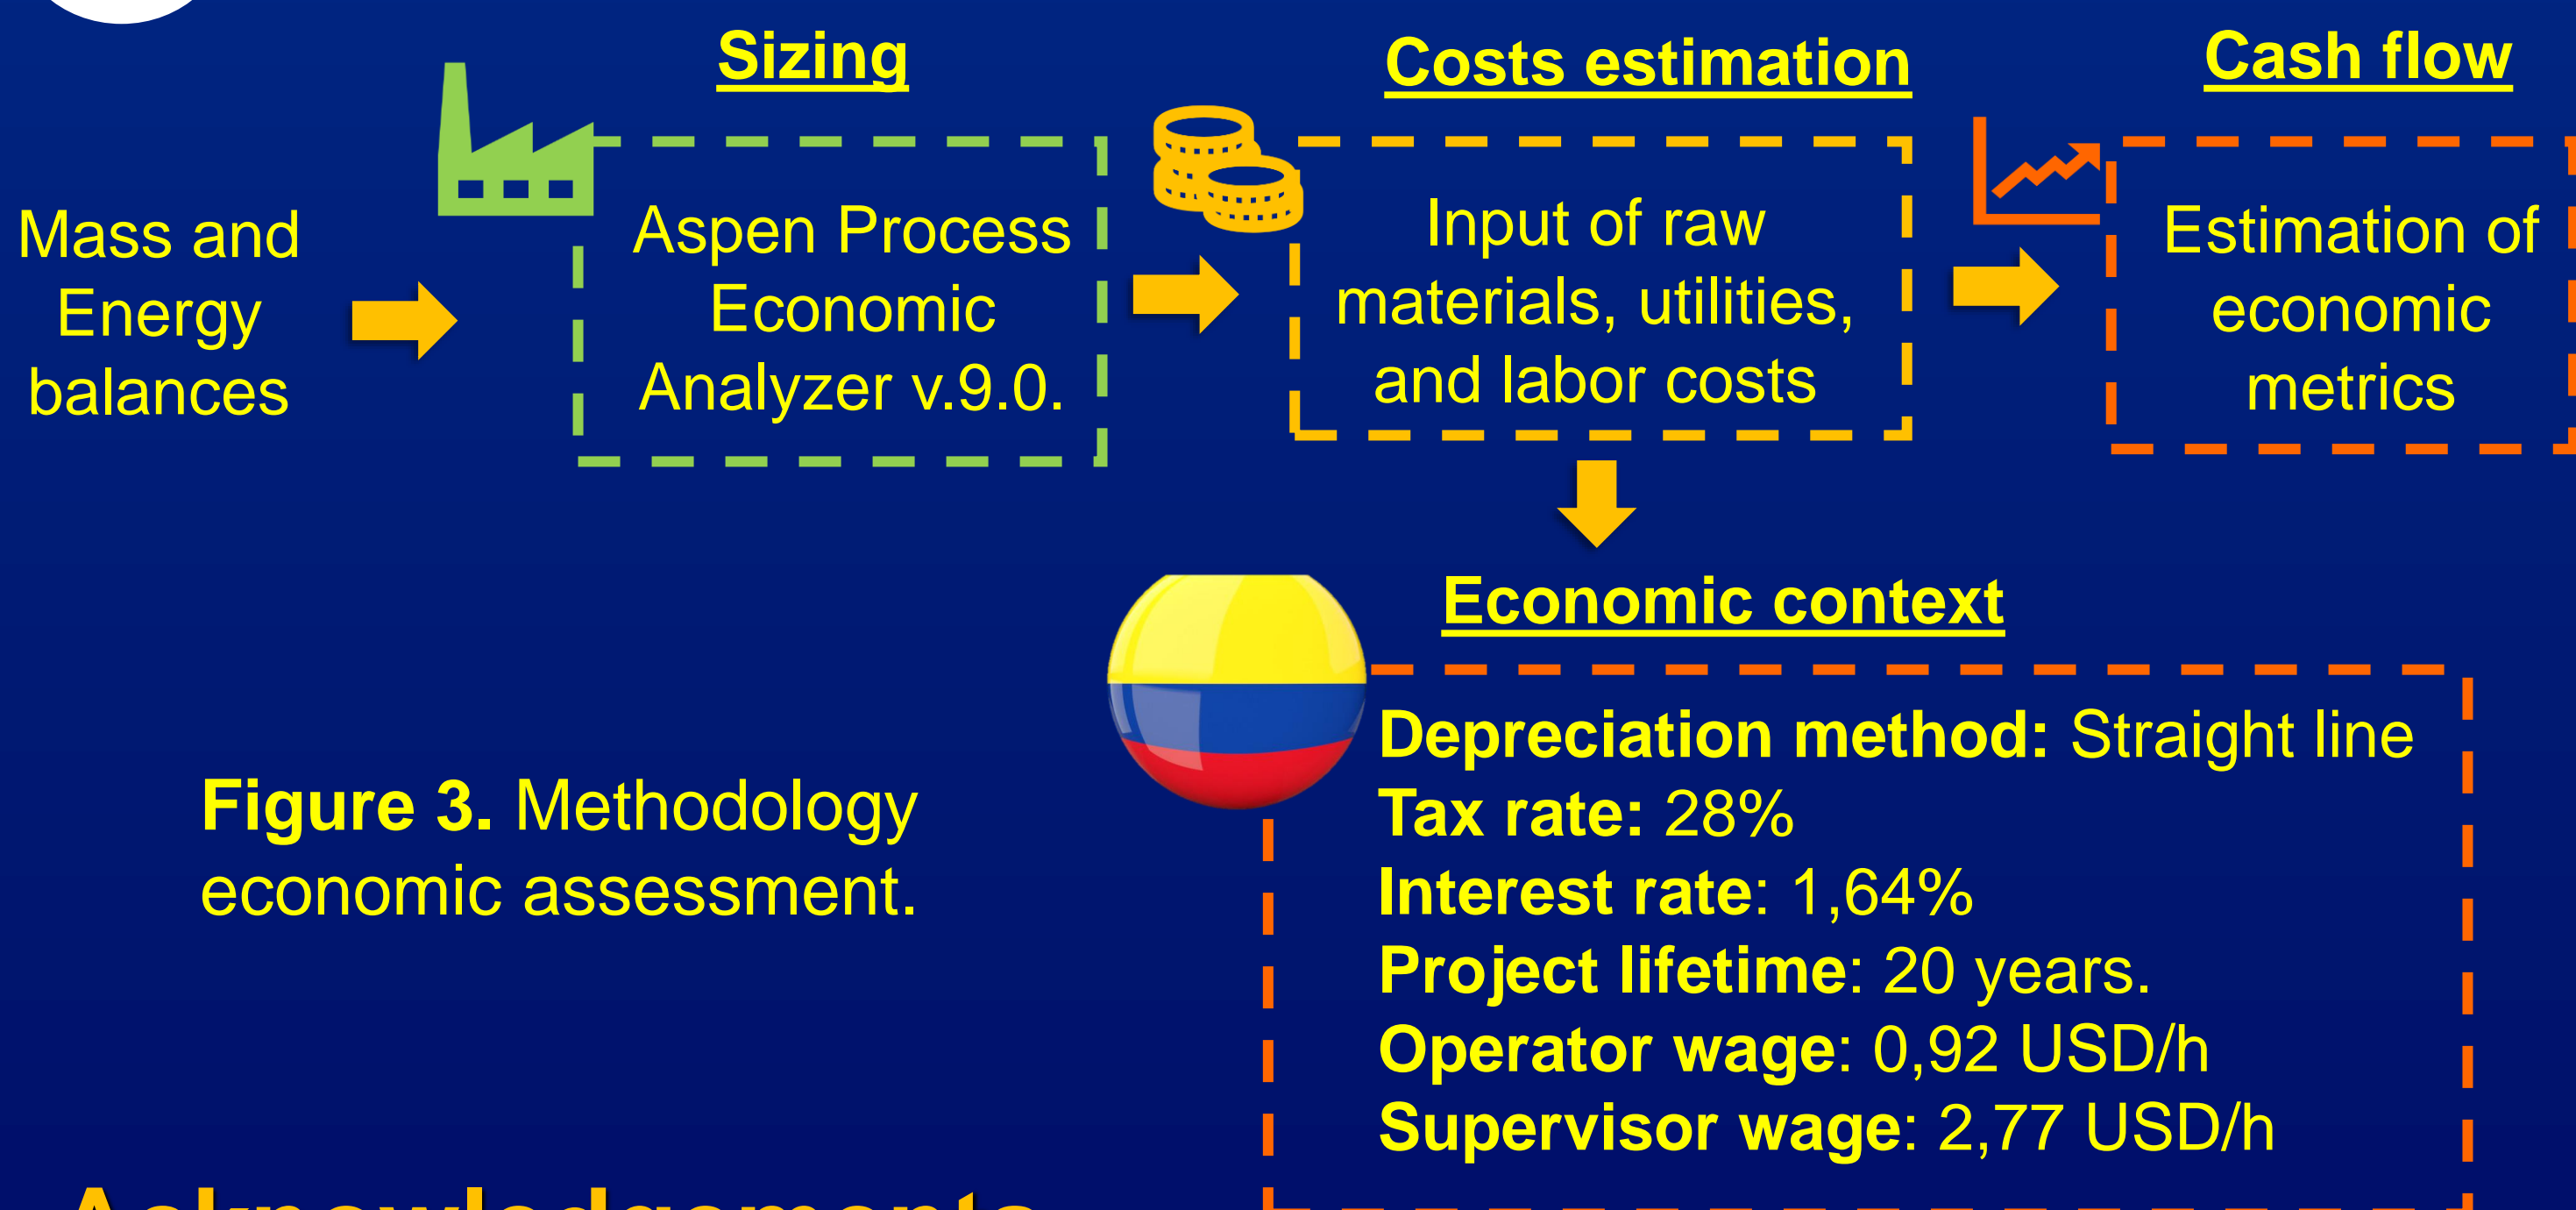 Mass and
Energy
balances
Sizing
Aspen Process
Economic
Analyzer v.9.0.
Costs estimation
Input of raw
materials, utilities,
and labor costs
Cash flow
Estimation of
economic
metrics
Economic context
Depreciation method: Straight line
Tax rate: 28%
Interest rate: 1,64%
Project lifetime: 20 years.
Operator wage: 0,92 USD/h
Supervisor wage: 2,77 USD/h
Figure 3. Methodology
economic assessment.
Acknowledgements